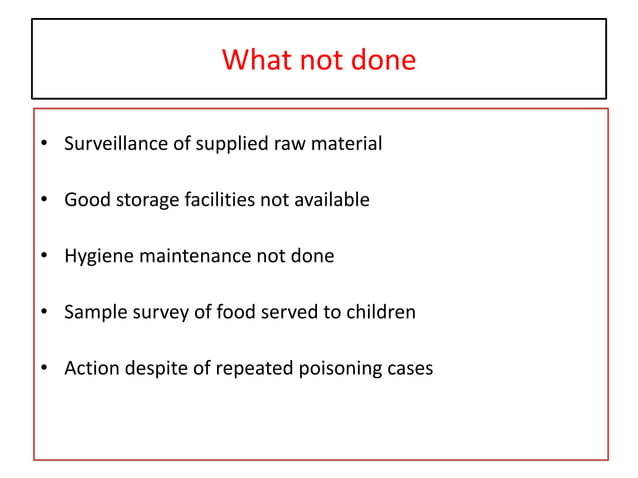 What not done
• Surveillance of supplied raw material
• Good storage facilities not available
• Hygiene maintenance not done
• Sample survey of food served to children
• Action despite of repeated poisoning cases